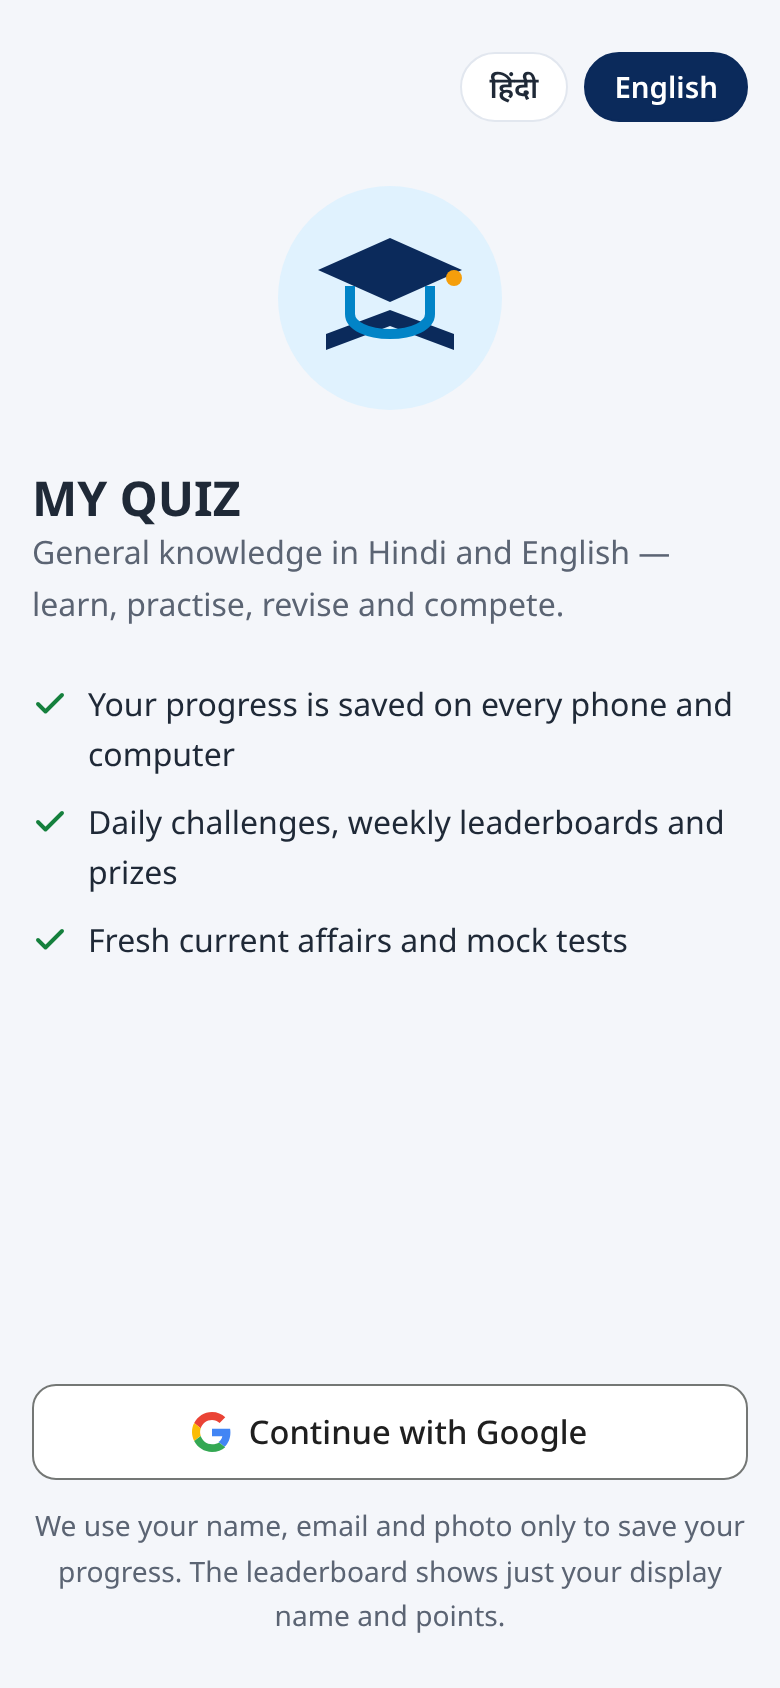 हिंदी
English
MY QUIZ
General knowledge in Hindi and English —
learn, practise, revise and compete.
Your progress is saved on every phone and
computer
Daily challenges, weekly leaderboards and
prizes
Fresh current affairs and mock tests
Continue with Google
We use your name, email and photo only to save your
progress. The leaderboard shows just your display
name and points.